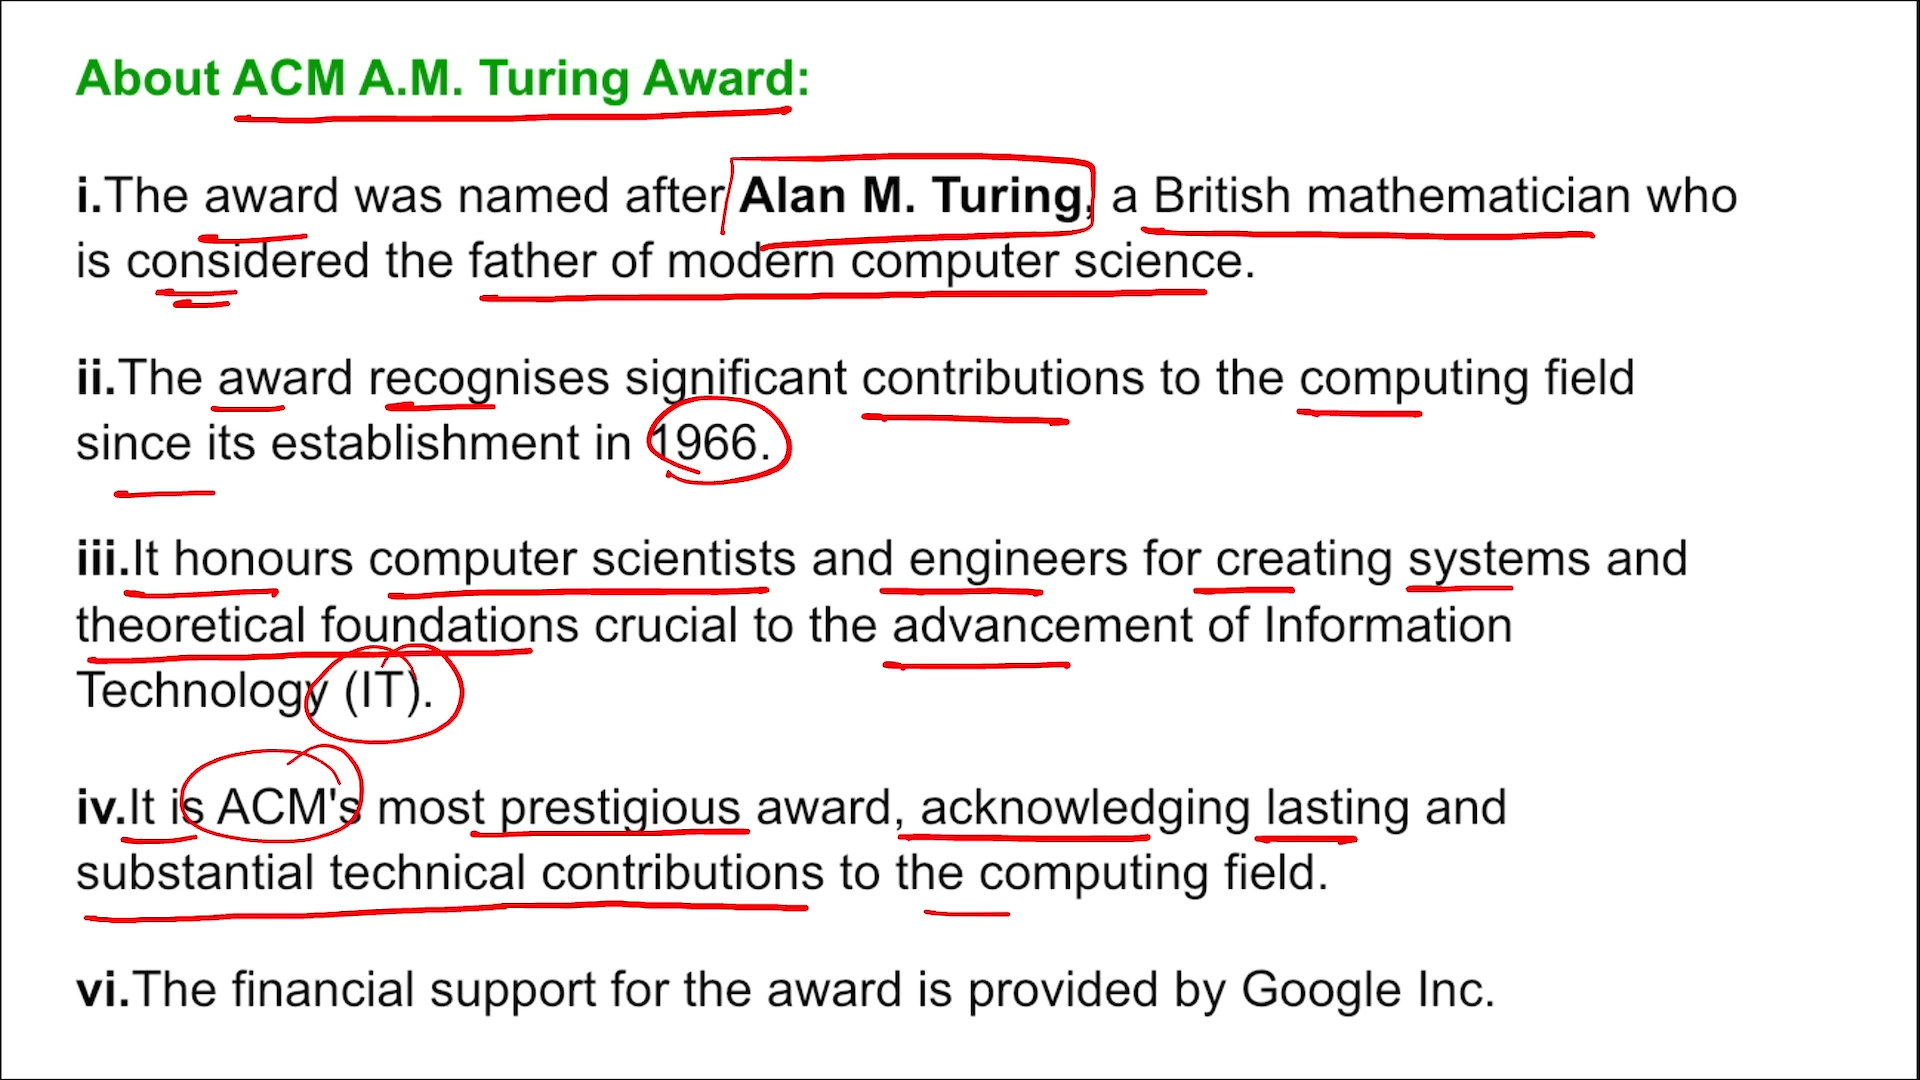 About ACM A.M. Turing Award:
i.The award was named after Alan M. Turing, a British mathematician who
is considered the father of modern computer science.
ii.The award recognises significant contributions to the computing field
since its establishment in 1966.
iii.It honours computer scientists and engineers for creating systems and
theoretical foundations crucial to the advancement of Information
Technology (IT).
iv.It is ACM's most prestigious award, acknowledging lasting and
substantial technical contributions to the computing field.
vi.The financial support for the award is provided by Google Inc.